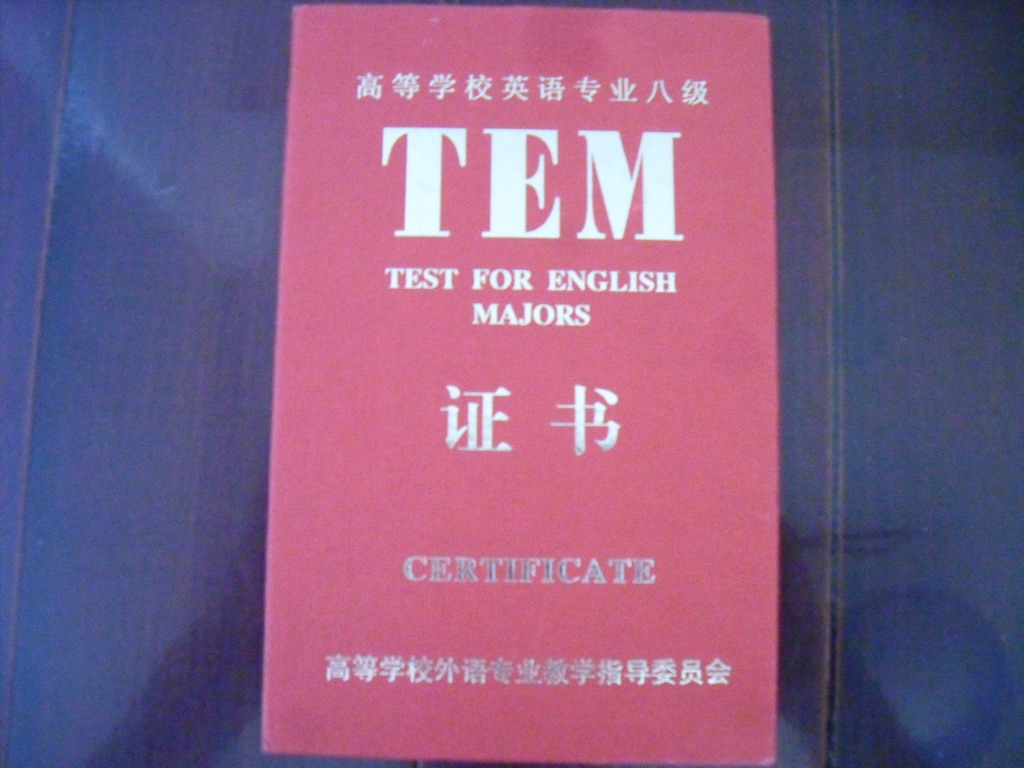 高等学校英语专业八级
TEM
TEST FOR ENGLISH
MAJORS
证书
CERTIFICATE
高等学校外语专业教学指导委员会